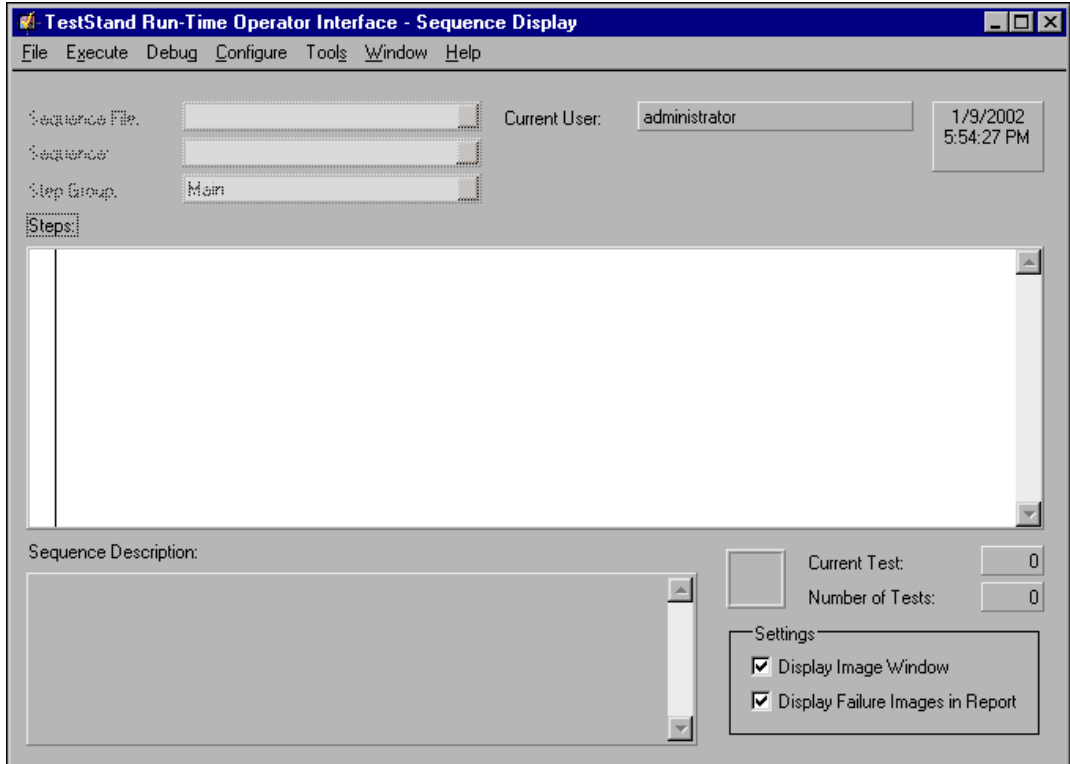 TestStand Run-Time Operator Interface - Sequence Display
File Execute Debug Configure Tools Window Help
Sequence File:
Current User:
administrator
1/9/2002
5:54:27 PM
Sequence:
Step Group:
Main
Steps:
Sequence Description:
Current Test:
0
Number of Tests:
0
Settings
Display Image Window
Display Failure Images in Report